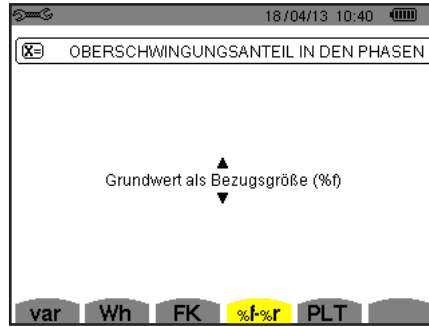 18/04/13 10:40
X= OBERSCHWINGUNGSANTEIL IN DEN PHASEN
Grundwert als Bezugsgröße (%f)
var Wh FK %f-%r PLT